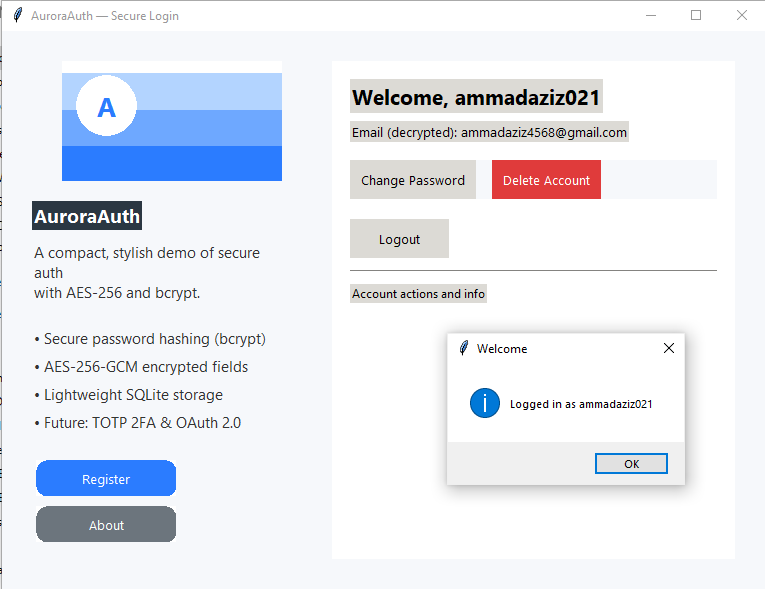 AuroraAuth — Secure Login
A
AuroraAuth
A compact, stylish demo of secure
auth
with AES-256 and bcrypt.
• Secure password hashing (bcrypt)
• AES-256-GCM encrypted fields
• Lightweight SQLite storage
• Future: TOTP 2FA & OAuth 2.0
Register
About
Welcome, ammadaziz021
Email (decrypted): ammadaziz4568@gmail.com
Change Password
Delete Account
Logout
Account actions and info
Welcome
Logged in as ammadaziz021
OK